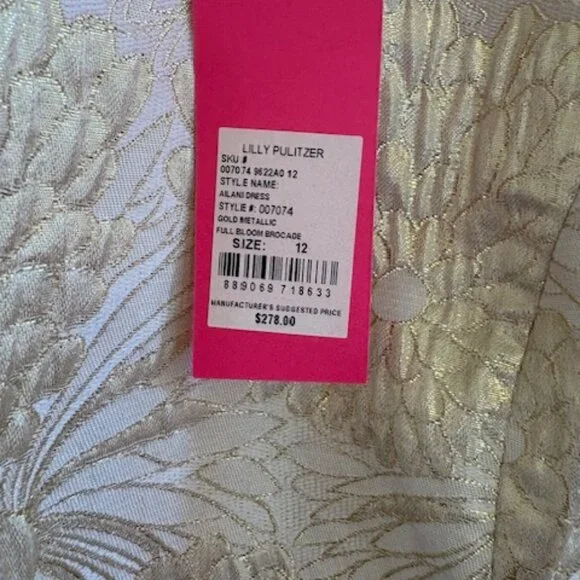 LILLY PULITZER
SKU #
007074 9622A0 12
STYLE NAME:
AILANI DRESS
STYLE #: 007074
GOLD METALLIC
FULL BLOOM BROCADE
SIZE: 12
889069 718633
MANUFACTURER'S SUGGESTED PRICE
$278.00